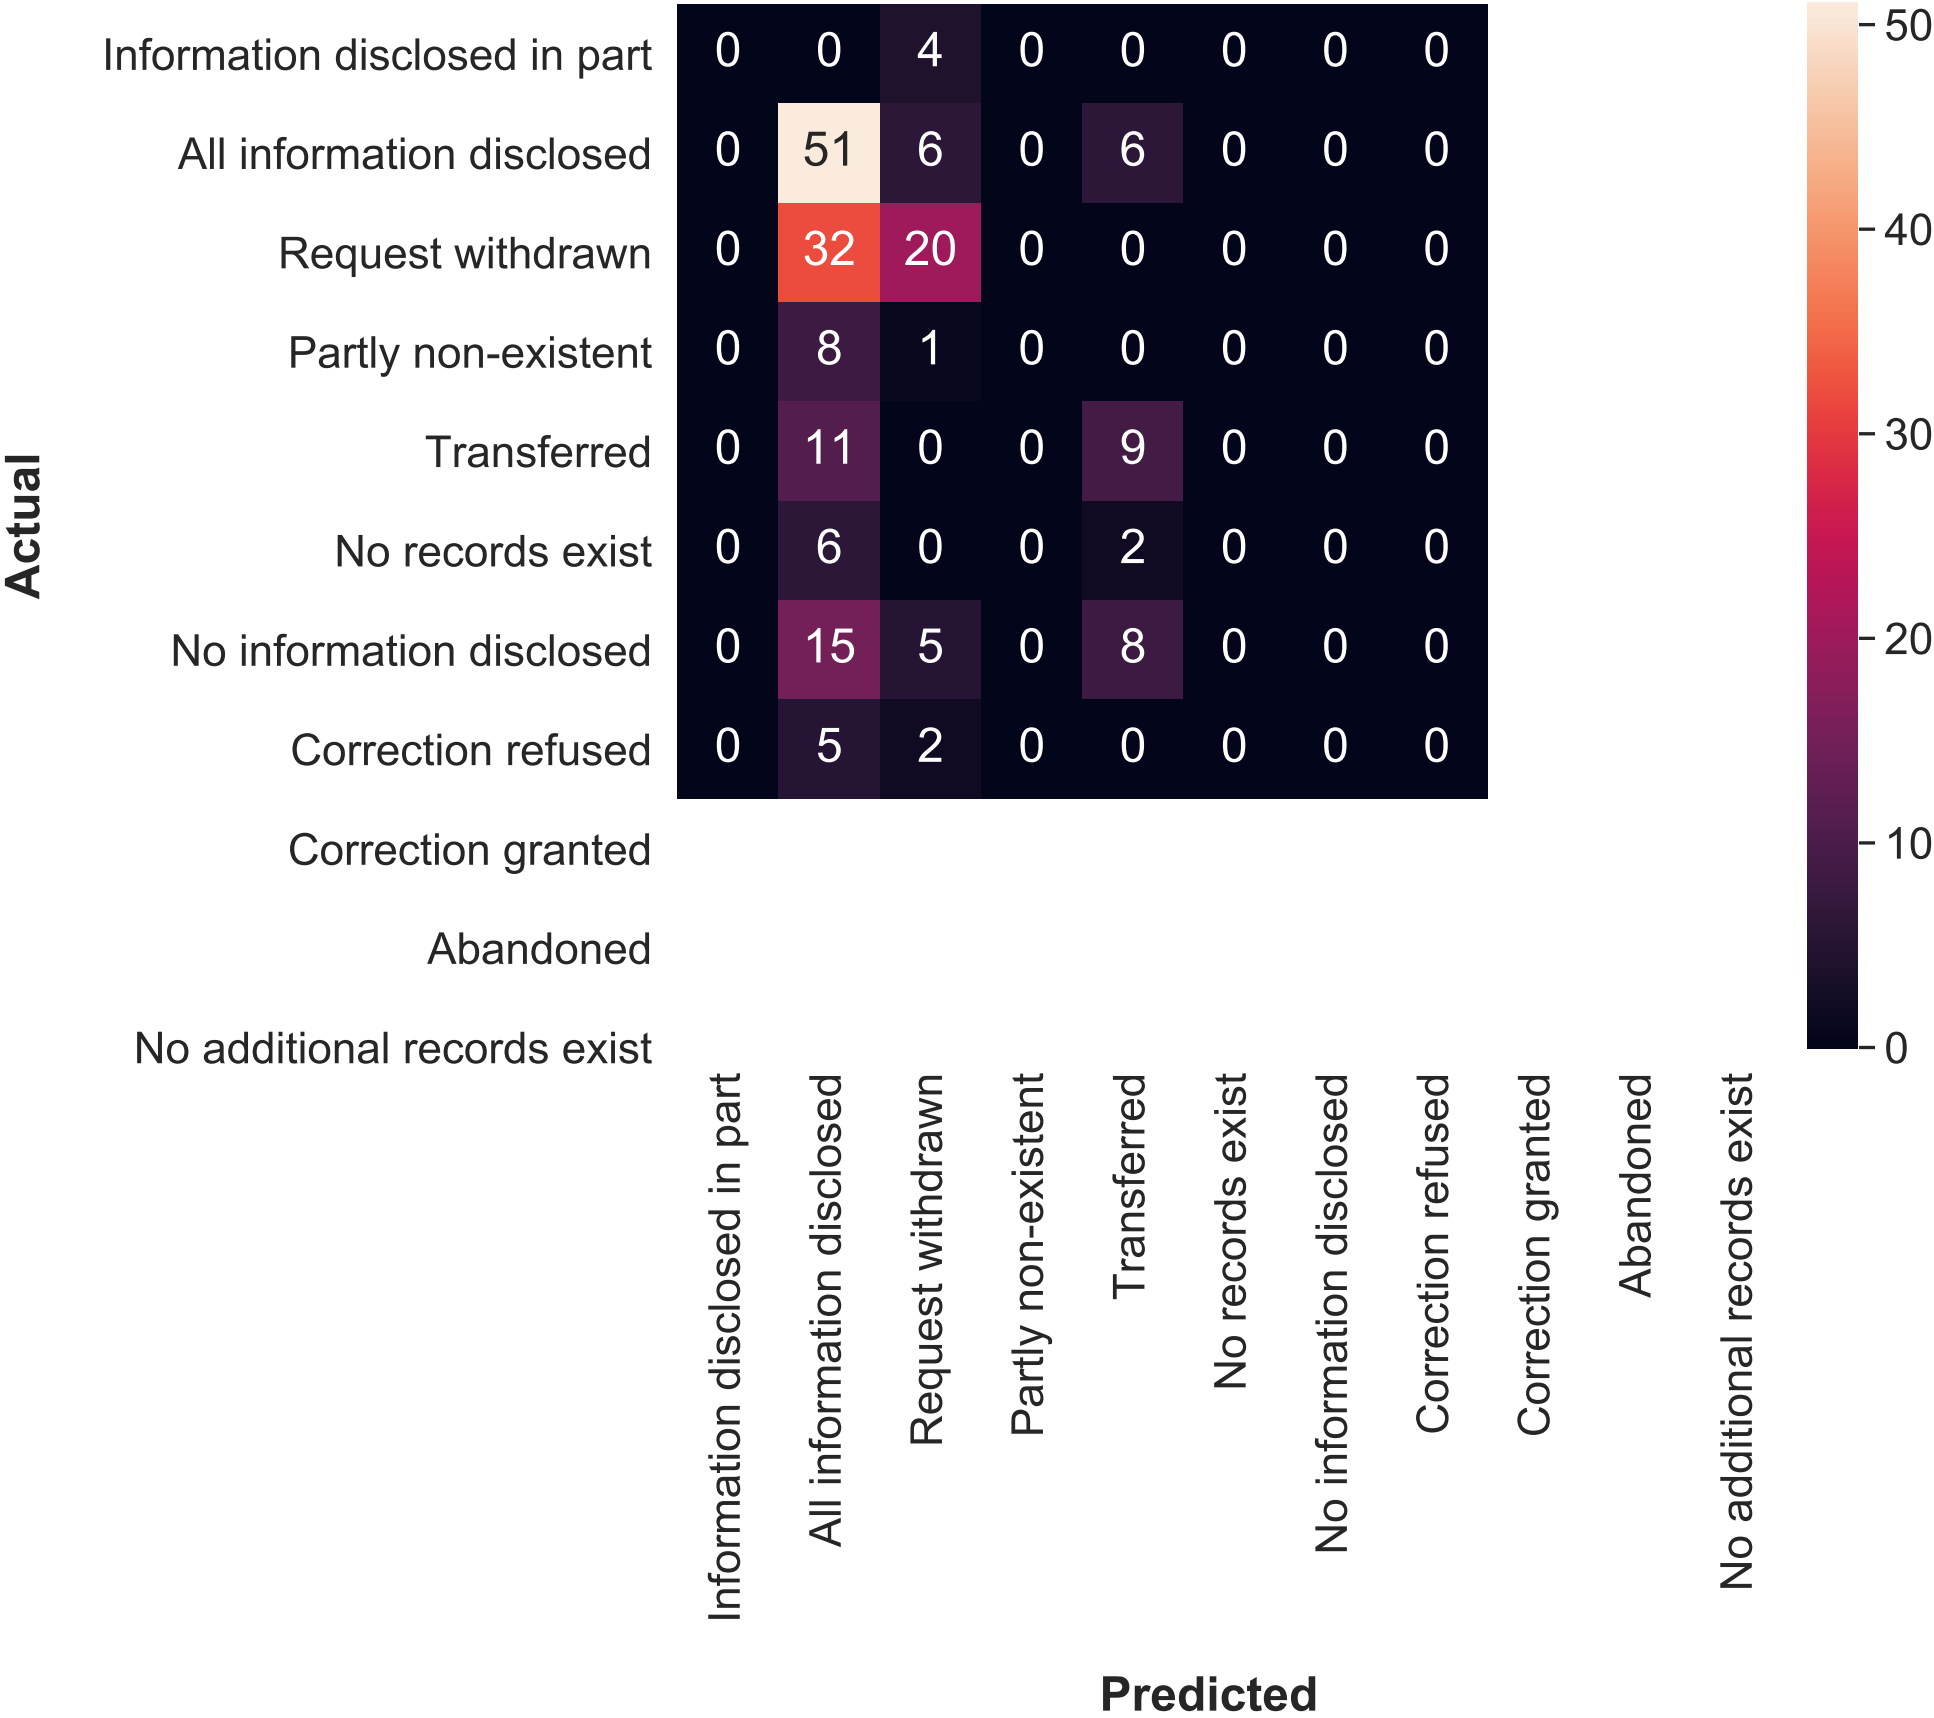 Information disclosed in part 0 0 4 0 0 0 0 0
All information disclosed 0 51 6 0 6 0 0 0
Request withdrawn 0 32 20 0 0 0 0 0
Partly non-existent 0 8 1 0 0 0 0 0
Transferred 0 11 0 0 9 0 0 0
No records exist 0 6 0 0 2 0 0 0
No information disclosed 0 15 5 0 8 0 0 0
Correction refused 0 5 2 0 0 0 0 0
Correction granted
Abandoned
No additional records exist
Actual
50
40
30
20
10
0
Information disclosed in part
All information disclosed
Request withdrawn
Partly non-existent
Transferred
No records exist
No information disclosed
Correction refused
Correction granted
Abandoned
No additional records exist
Predicted